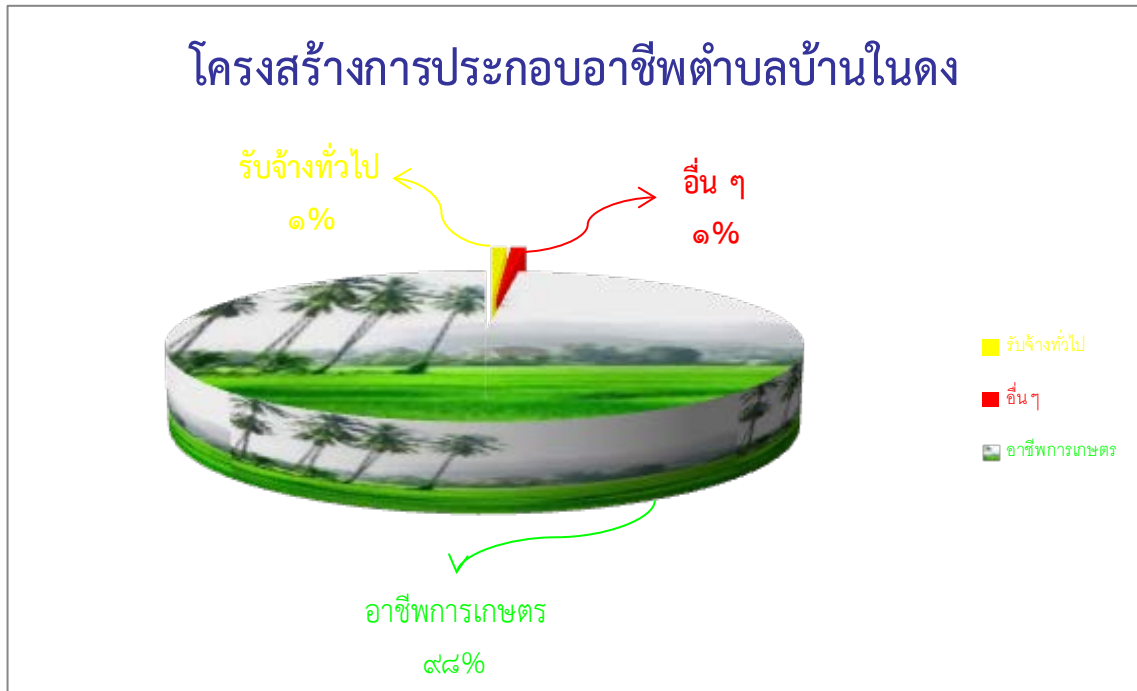 โครงสร้างการประกอบอาชีพตำบลบ้านในดง
รับจ้างทั่วไป
๑%
อื่น ๆ
๑%
รับจ้างทั่วไป
อื่น ๆ
อาชีพการเกษตร
อาชีพการเกษตร
๙๘%